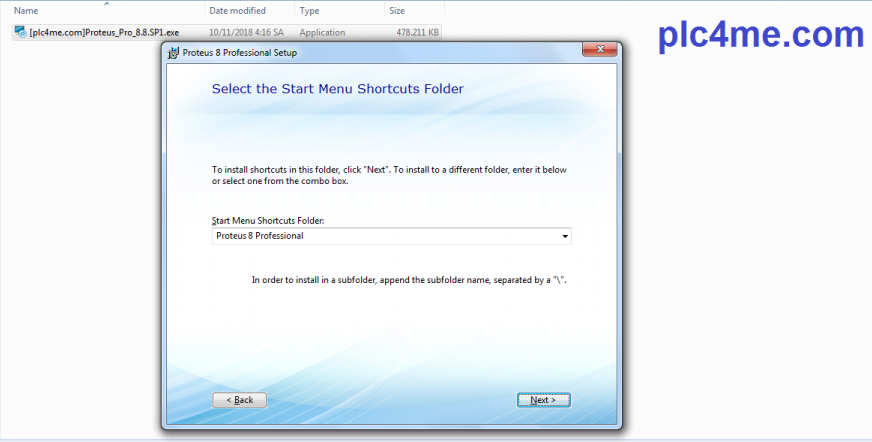 Name Date modified Type Size
[plc4me.com]Proteus_Pro_8.8.SP1.exe 10/11/2018 4:16 SA Application 478.211 KB
plc4me.com
Proteus 8 Professional Setup
Select the Start Menu Shortcuts Folder
To install shortcuts in this folder, click "Next". To install to a different folder, enter it below
or select one from the combo box.
Start Menu Shortcuts Folder:
Proteus 8 Professional
In order to install in a subfolder, append the subfolder name, separated by a "\".
< Back Next >